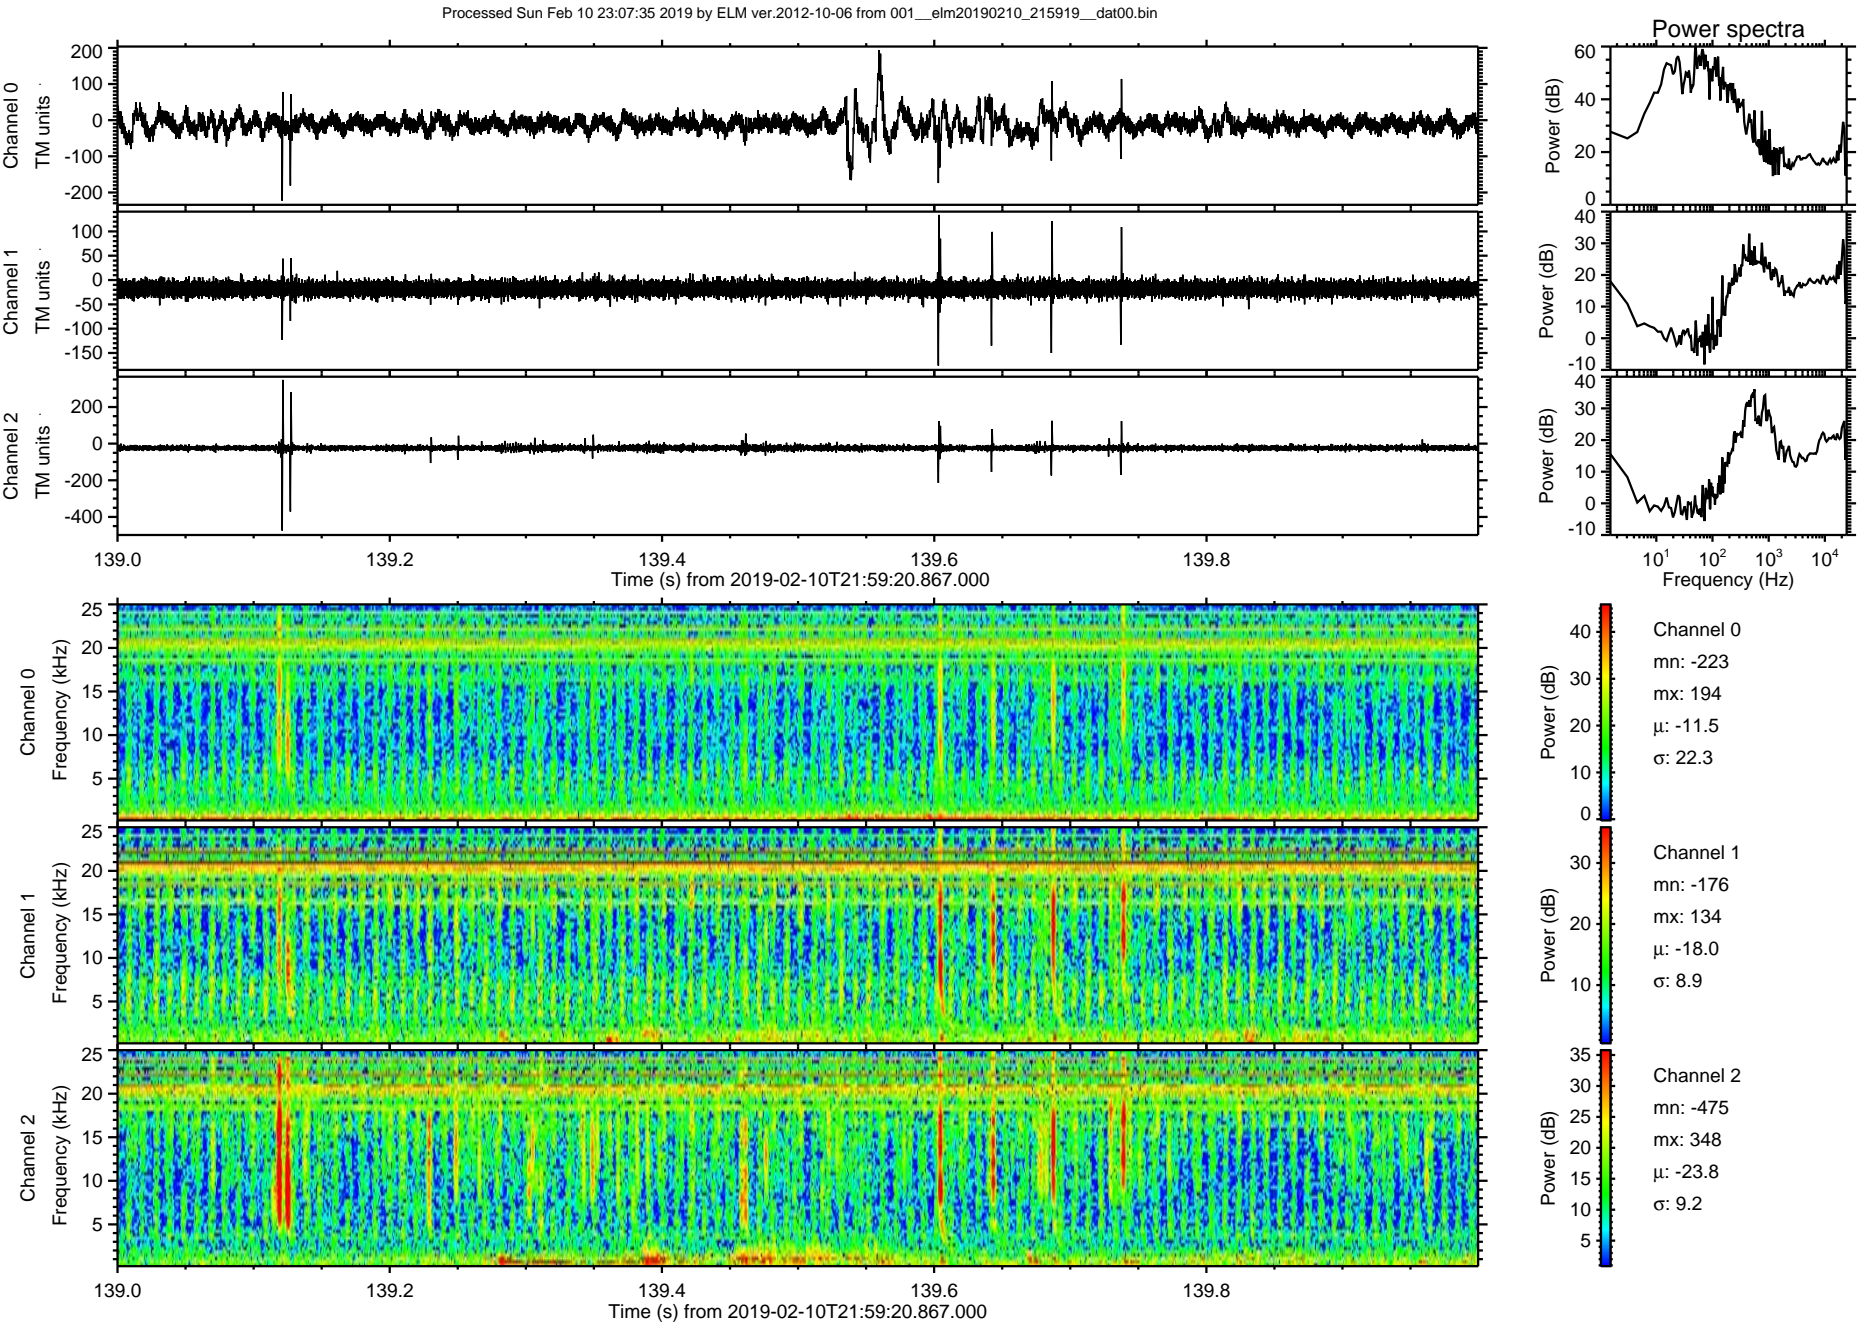 Processed Sun Feb 10 23:07:35 2019 by ELM ver.2012-10-06 from 001__elm20190210_215919__dat00.bin
Power spectra
Channel 0
TM units
200
100
0
-100
-200
Power (dB)
60
40
20
0
Channel 1
TM units
100
50
0
-50
-100
-150
Power (dB)
40
30
20
10
0
-10
Channel 2
TM units
200
0
-200
-400
Power (dB)
40
30
20
10
0
-10
139.0 139.2 139.4 139.6 139.8
Time (s) from 2019-02-10T21:59:20.867.000
10¹ 10² 10³ 10⁴
Frequency (Hz)
Channel 0
Frequency (kHz)
25
20
15
10
5
Power (dB)
40
30
20
10
0
Channel 0
mn: -223
mx: 194
μ: -11.5
σ: 22.3
Channel 1
Frequency (kHz)
25
20
15
10
5
Power (dB)
30
20
10
Channel 1
mn: -176
mx: 134
μ: -18.0
σ: 8.9
Channel 2
Frequency (kHz)
25
20
15
10
5
Power (dB)
35
30
25
20
15
10
5
Channel 2
mn: -475
mx: 348
μ: -23.8
σ: 9.2
139.0 139.2 139.4 139.6 139.8
Time (s) from 2019-02-10T21:59:20.867.000